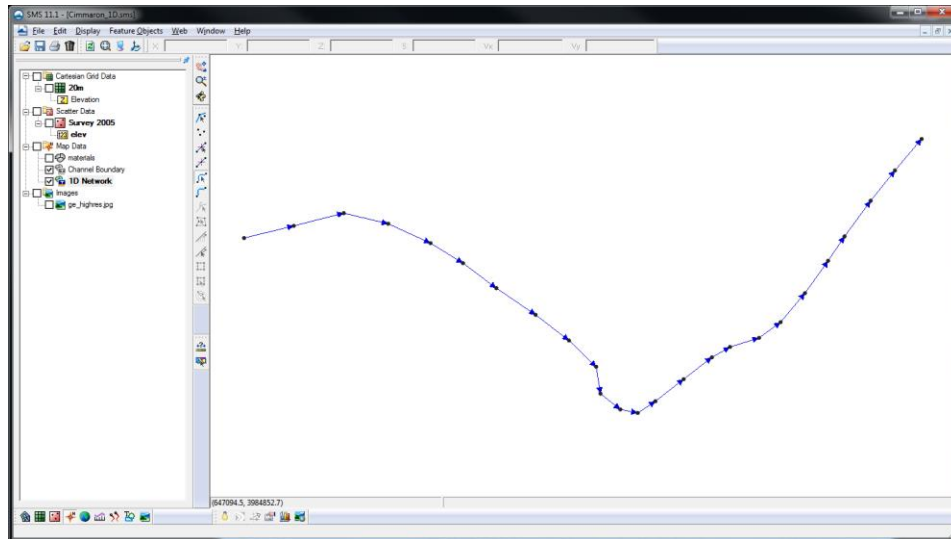 SMS 11.1 - [Cimmaron_1D.sms]
File Edit Display Feature Objects Web Window Help
X Y Z S Vx Vy
Cartesian Grid Data
20m
Elevation
Scatter Data
Survey 2005
elev
Map Data
materials
Channel Boundary
1D Network
Images
ge_highres.jpg
(647094.5, 3984852.7)